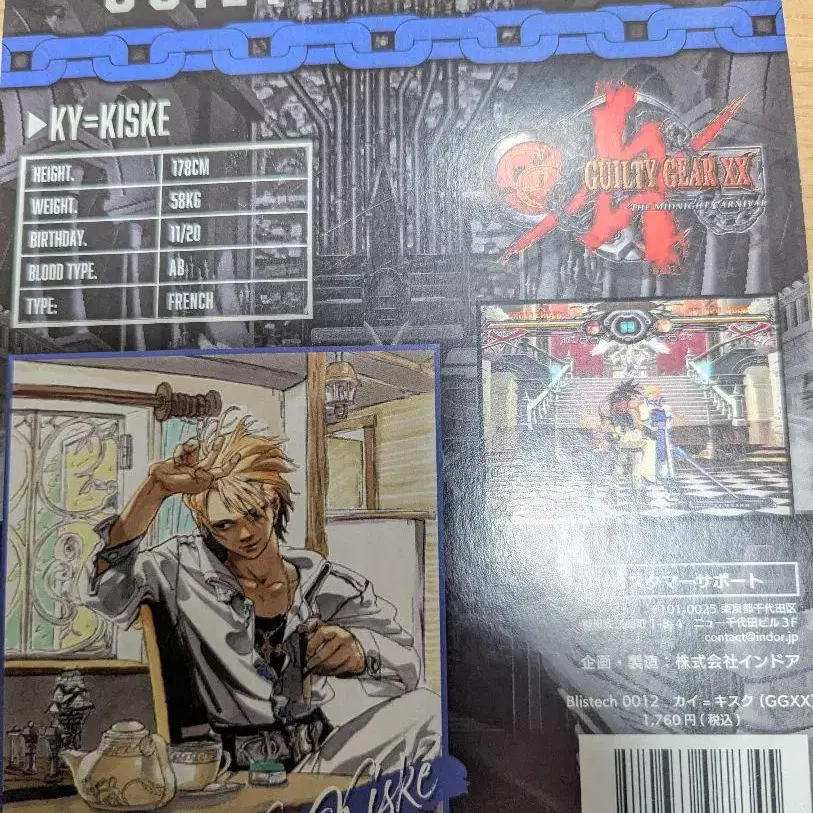 ▶KY=KISKE
HEIGHT. 178CM
WEIGHT. 58KG
BIRTHDAY. 11/20
BLOOD TYPE. AB
TYPE: FRENCH
GUILTY GEAR XX
THE MIDNIGHT CARNIVAL
スタマーサポート
〒101-0025 東京都千代田区
1-8-4 ニュー千代田ビル3F
contact@indor.jp
企画・製造：株式会社インドア
Blistech 0012 カイ=キスク (GGXX)
1,760円(税込)
Kiske